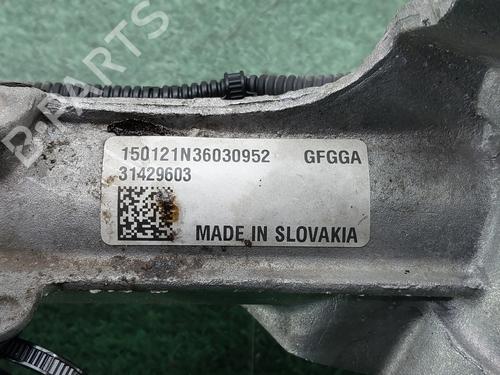 B-PARTS
150121N36030952 GFGGA
31429603
MADE IN SLOVAKIA